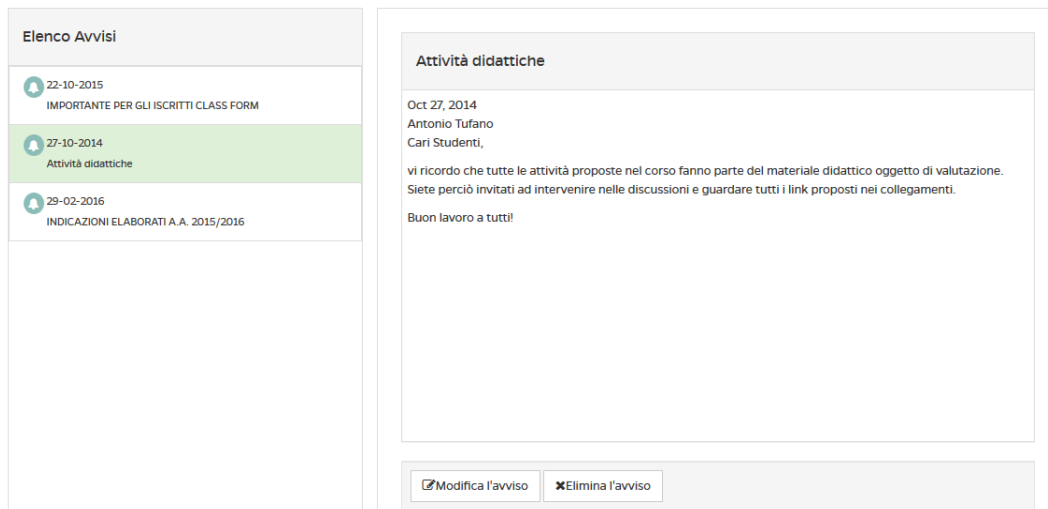 Elenco Avvisi
22-10-2015
IMPORTANTE PER GLI ISCRITTI CLASS FORM
27-10-2014
Attività didattiche
29-02-2016
INDICAZIONI ELABORATI A.A. 2015/2016
Attività didattiche
Oct 27, 2014
Antonio Tufano
Cari Studenti,
vi ricordo che tutte le attività proposte nel corso fanno parte del materiale didattico oggetto di valutazione.
Siete perciò invitati ad intervenire nelle discussioni e guardare tutti i link proposti nei collegamenti.
Buon lavoro a tutti!
Modifica l'avviso
Elimina l'avviso